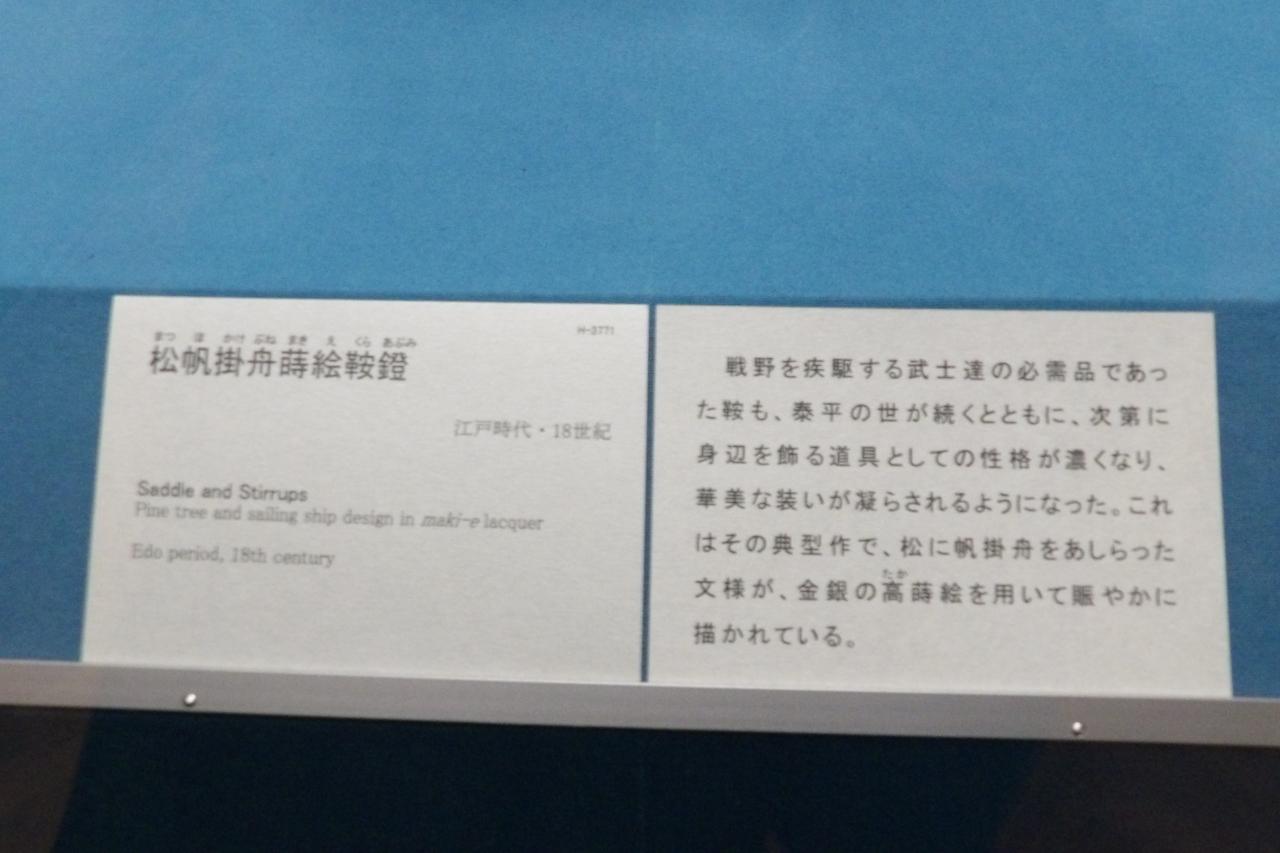 H-3771
まつ ほ かけ ぶね まき え くら あぶみ
松帆掛舟蒔絵鞍鐙
江戸時代・18世紀
Saddle and Stirrups
Pine tree and sailing ship design in maki-e lacquer
Edo period, 18th century
戦野を疾駆する武士達の必需品であっ
た鞍も、泰平の世が続くとともに、次第に
身辺を飾る道具としての性格が濃くなり、
華美な装いが凝らされるようになった。これ
はその典型作で、松に帆掛舟をあしらった
たか
文様が、金銀の高蒔絵を用いて賑やかに
描かれている。